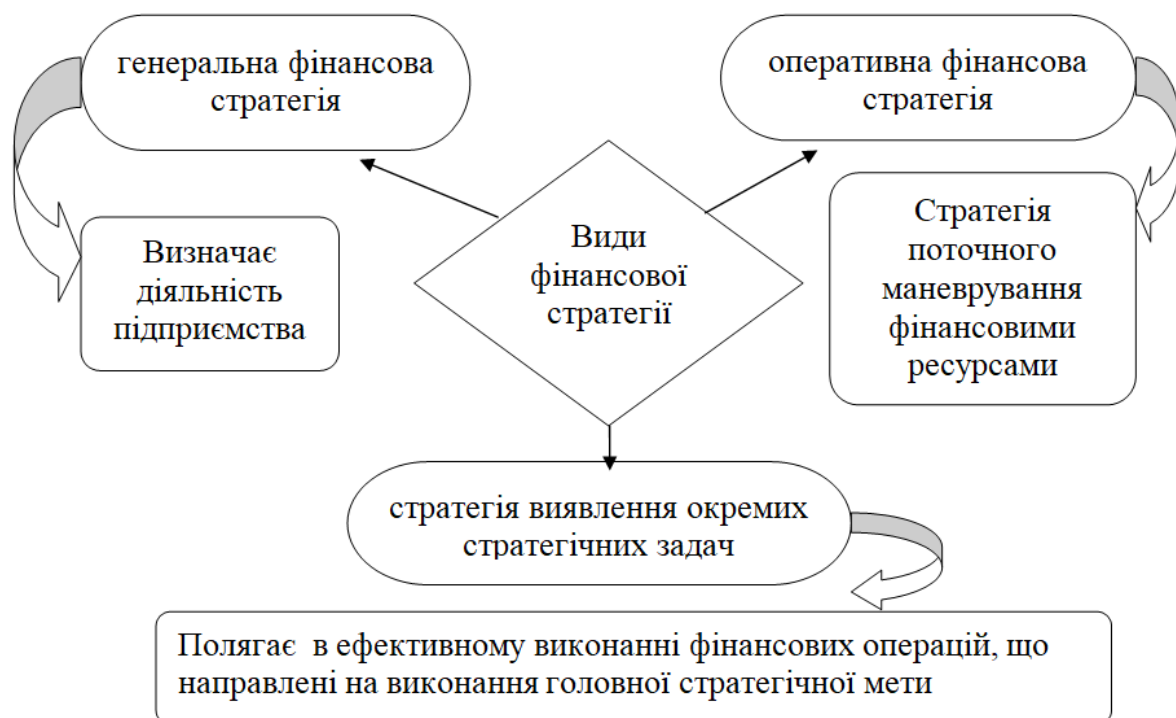 генеральна фінансова
стратегія
оперативна фінансова
стратегія
Визначає
діяльність
підприємства
Види
фінансової
стратегії
Стратегія
поточного
маневрування
фінансовими
ресурсами
стратегія виявлення окремих
стратегічних задач
Полягає в ефективному виконанні фінансових операцій, що
направлені на виконання головної стратегічної мети